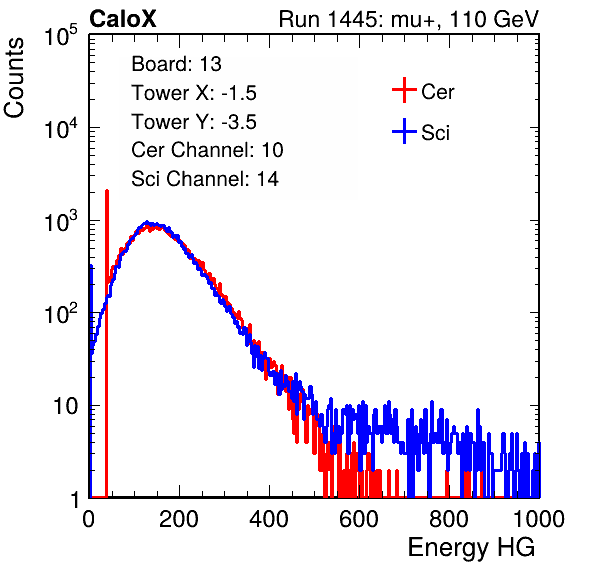 CaloX Run 1445: mu+, 110 GeV
Counts
10^5
10^4
10^3
10^2
10
1
Board: 13
Tower X: -1.5
Tower Y: -3.5
Cer Channel: 10
Sci Channel: 14
Cer
Sci
0 200 400 600 800 1000
Energy HG